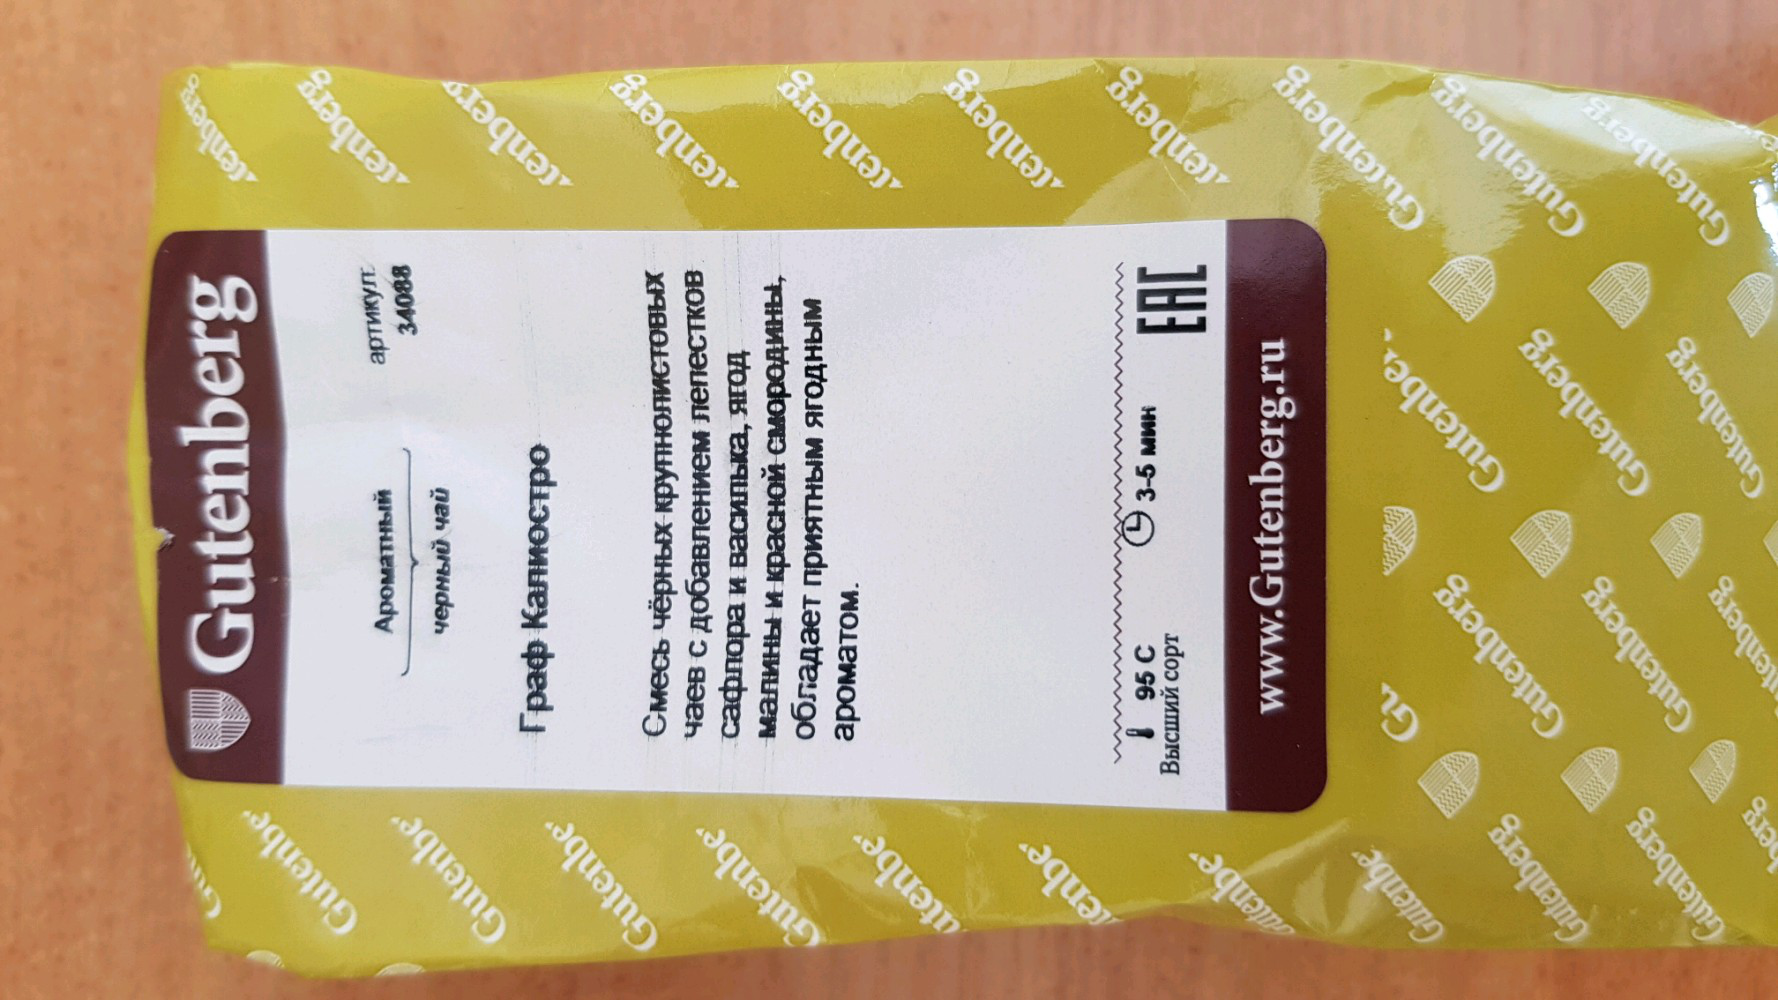 Gutenberg
артикул:
34088
Ароматный
черный чай
Граф Калиостро
Смесь чёрных крупнолистовых
чаев с добавлением лепестков
сафлора и василька, ягод
малины и красной смородины,
обладает приятным ягодным
ароматом.
95 C
3-5 мин
Высший сорт
EAC
www.Gutenberg.ru